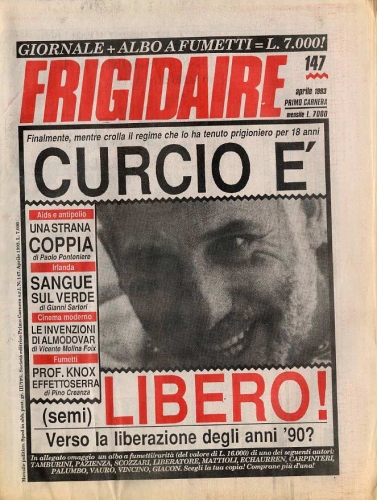 GIORNALE + ALBO A FUMETTI = L. 7.000!
FRIGIDAIRE
147
aprile 1993
PRIMO CARNERA
mensile L. 7000
Finalmente, mentre crolla il regime che lo ha tenuto prigioniero per 18 anni
CURCIO E'
Aids e antipolio
UNA STRANA
COPPIA
di Paolo Pontoniere
Irlanda
SANGUE
SUL VERDE
di Gianni Sartori
Cinema moderno
LE INVENZIONI
DI ALMODOVAR
di Vicente Molina Foix
Fumetti
PROF. KNOX
EFFETTOSERRA
di Pino Creanza
(semi)
LIBERO!
Verso la liberazione degli anni '90?
In allegato omaggio un albo a fumetti/rarità (del valore di L. 16.000) di uno dei seguenti autori:
TAMBURINI, PAZIENZA, SCOZZARI, LIBERATORE, MATTIOLI, ECHAURREN, CARPINTERI,
PALUMBO, VAURO, VINCINO, GIACON. Scegli la tua copia! Comprane più d'una!